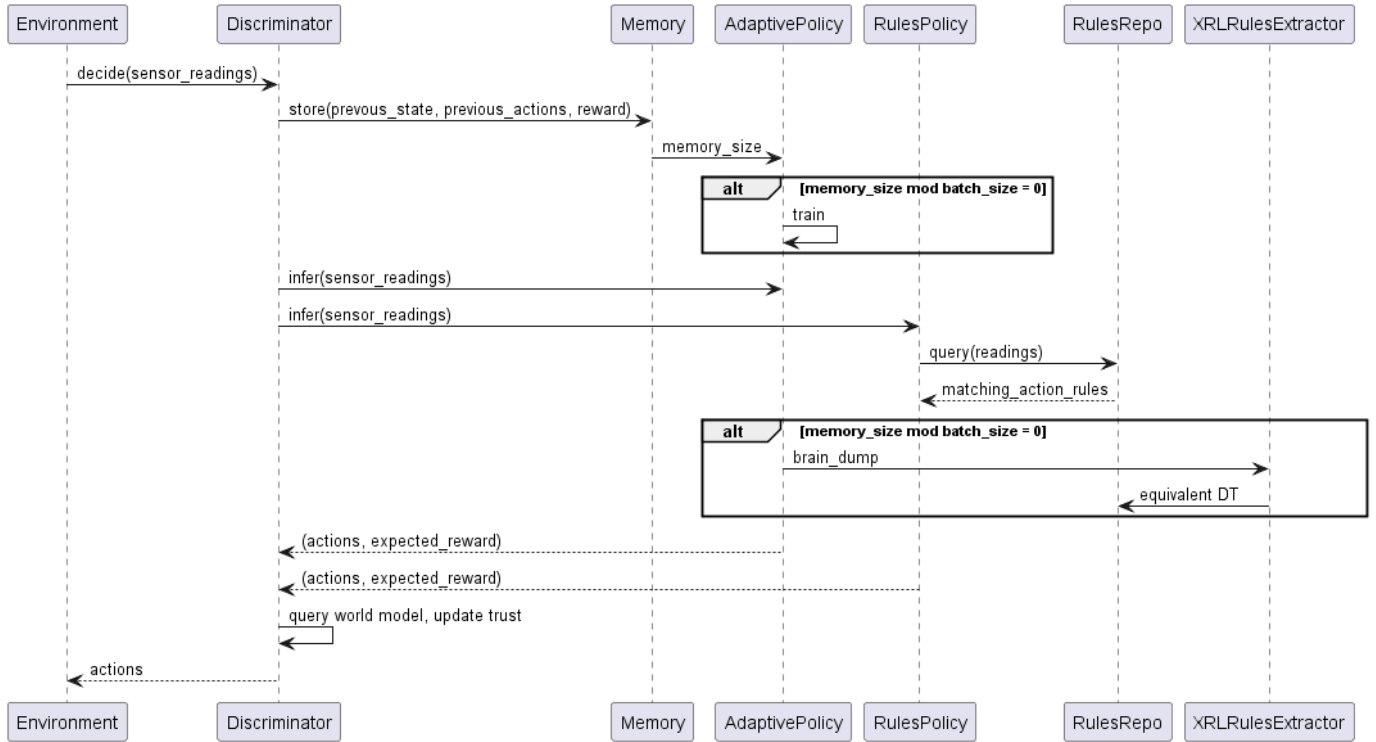 Environment Discriminator Memory AdaptivePolicy RulesPolicy RulesRepo XRLRulesExtractor
decide(sensor_readings)
store(prevous_state, previous_actions, reward)
memory_size
alt [memory_size mod batch_size = 0]
train
infer(sensor_readings)
infer(sensor_readings)
query(readings)
matching_action_rules
alt [memory_size mod batch_size = 0]
brain_dump
equivalent DT
(actions, expected_reward)
(actions, expected_reward)
query world model, update trust
actions
Environment Discriminator Memory AdaptivePolicy RulesPolicy RulesRepo XRLRulesExtractor